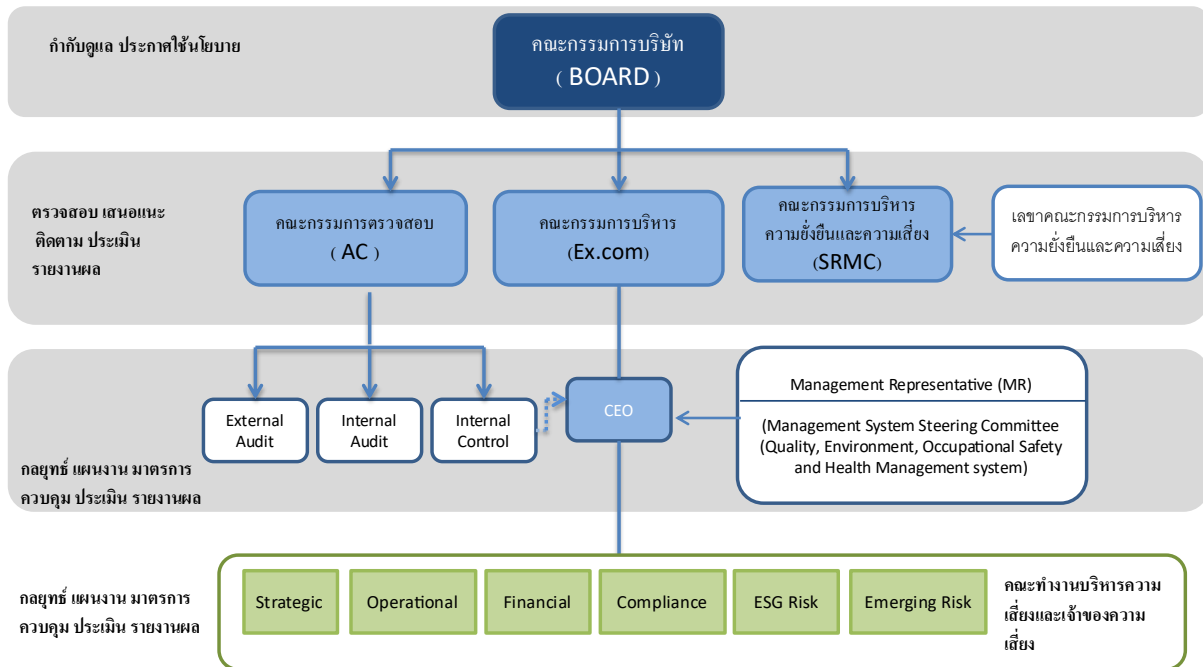 กำกับดูแล ประกาศใช้นโยบาย
คณะกรรมการบริษัท
( BOARD )
ตรวจสอบ เสนอแนะ
ติดตาม ประเมิน
รายงานผล
คณะกรรมการตรวจสอบ
( AC )
คณะกรรมการบริหาร
(Ex.com)
คณะกรรมการบริหาร
ความยั่งยืนและความเสี่ยง
(SRMC)
เลขาคณะกรรมการบริหาร
ความยั่งยืนและความเสี่ยง
กลยุทธ์ แผนงาน มาตรการ
ควบคุม ประเมิน รายงานผล
External
Audit
Internal
Audit
Internal
Control
CEO
Management Representative (MR)
(Management System Steering Committee
(Quality, Environment, Occupational Safety
and Health Management system)
กลยุทธ์ แผนงาน มาตรการ
ควบคุม ประเมิน รายงานผล
Strategic
Operational
Financial
Compliance
ESG Risk
Emerging Risk
คณะทำงานบริหารความ
เสี่ยงและเจ้าของความ
เสี่ยง